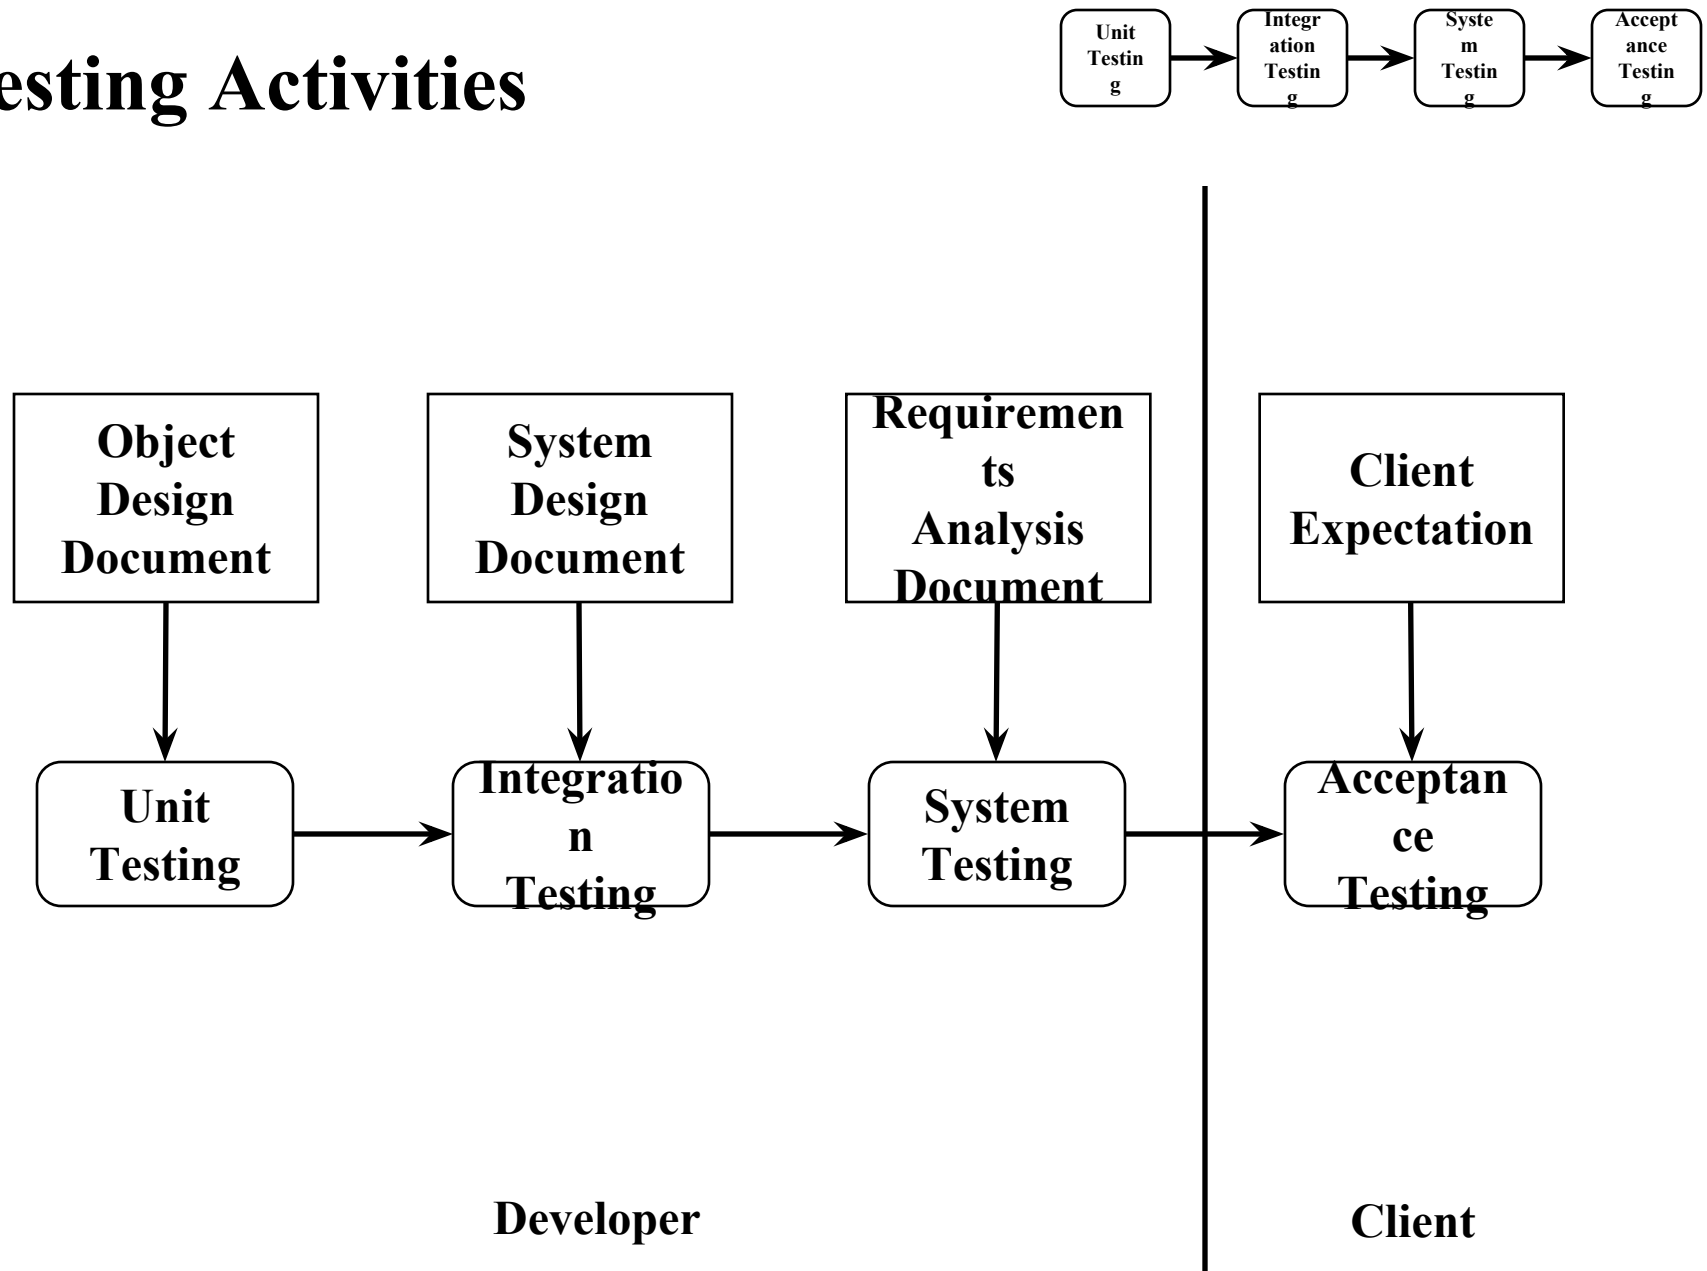 esting Activities
Unit
Testin
g
Integr
ation
Testin
g
Syste
m
Testin
g
Accept
ance
Testin
g
Object
Design
Document
System
Design
Document
Requiremen
ts
Analysis
Document
Client
Expectation
Unit
Testing
Integratio
n
Testing
System
Testing
Acceptan
ce
Testing
Developer
Client